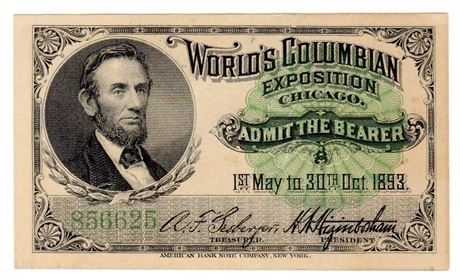 WORLD'S COLUMBIAN
EXPOSITION
CHICAGO.
ADMIT THE BEARER
1ST May to 30TH Oct. 1893.
856625
TREASURER. PRESIDENT
AMERICAN BANK NOTE COMPANY, NEW YORK.